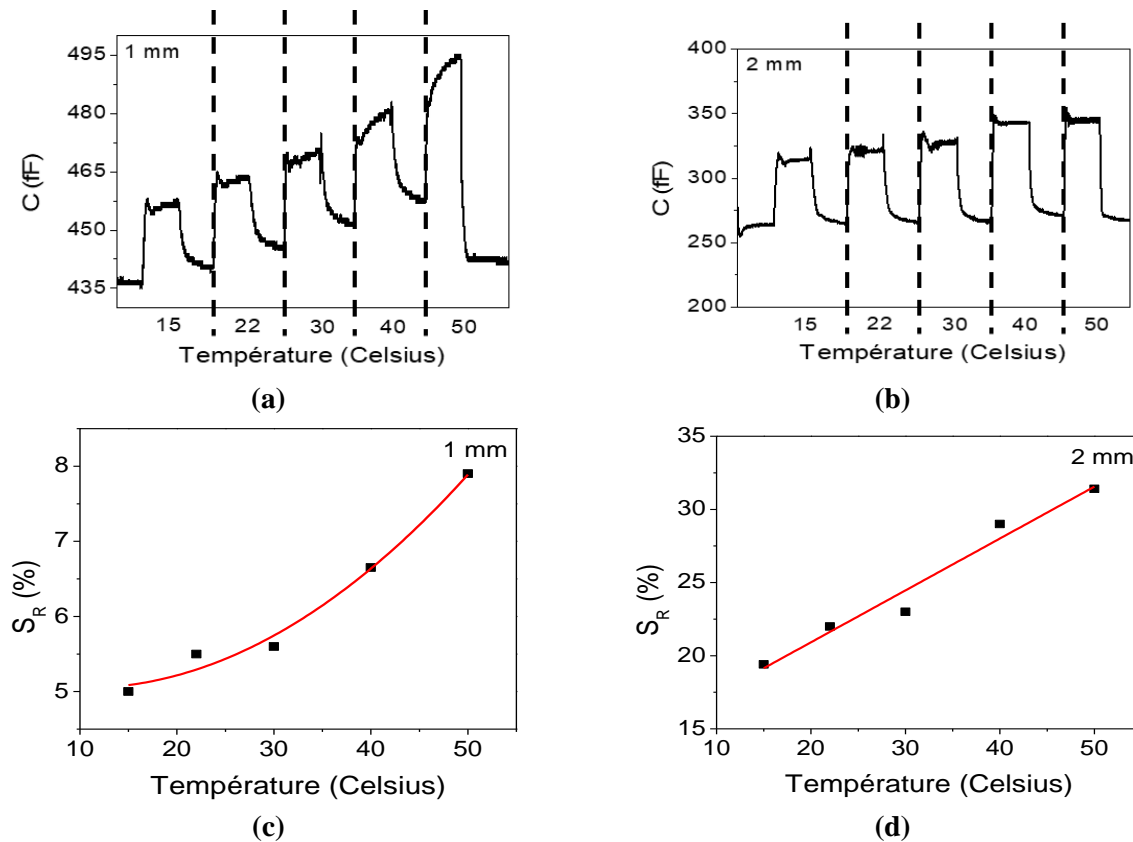 1 mm
495
480
465
450
435
C (fF)
15 22 30 40 50
Température (Celsius)
(a)
2 mm
400
350
300
250
200
C (fF)
15 22 30 40 50
Température (Celsius)
(b)
1 mm
8
7
6
5
S_R (%)
10 20 30 40 50
Température (Celsius)
(c)
2 mm
35
30
25
20
15
S_R (%)
10 20 30 40 50
Température (Celsius)
(d)